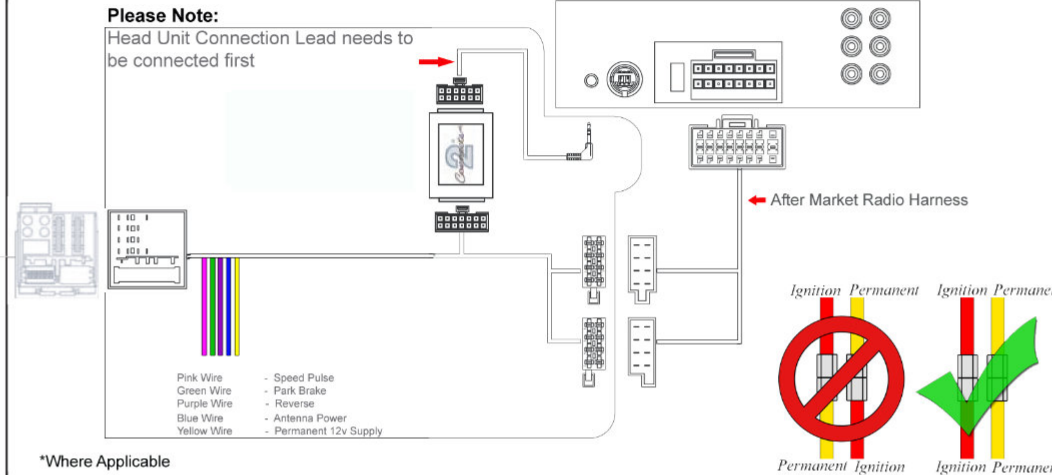 Please Note:
Head Unit Connection Lead needs to
be connected first
After Market Radio Harness
Ignition Permanent Ignition Permane
Pink Wire - Speed Pulse
Green Wire - Park Brake
Purple Wire - Reverse
Blue Wire - Antenna Power
Yellow Wire - Permanent 12v Supply
Permanent Ignition Ignition Permanen
*Where Applicable